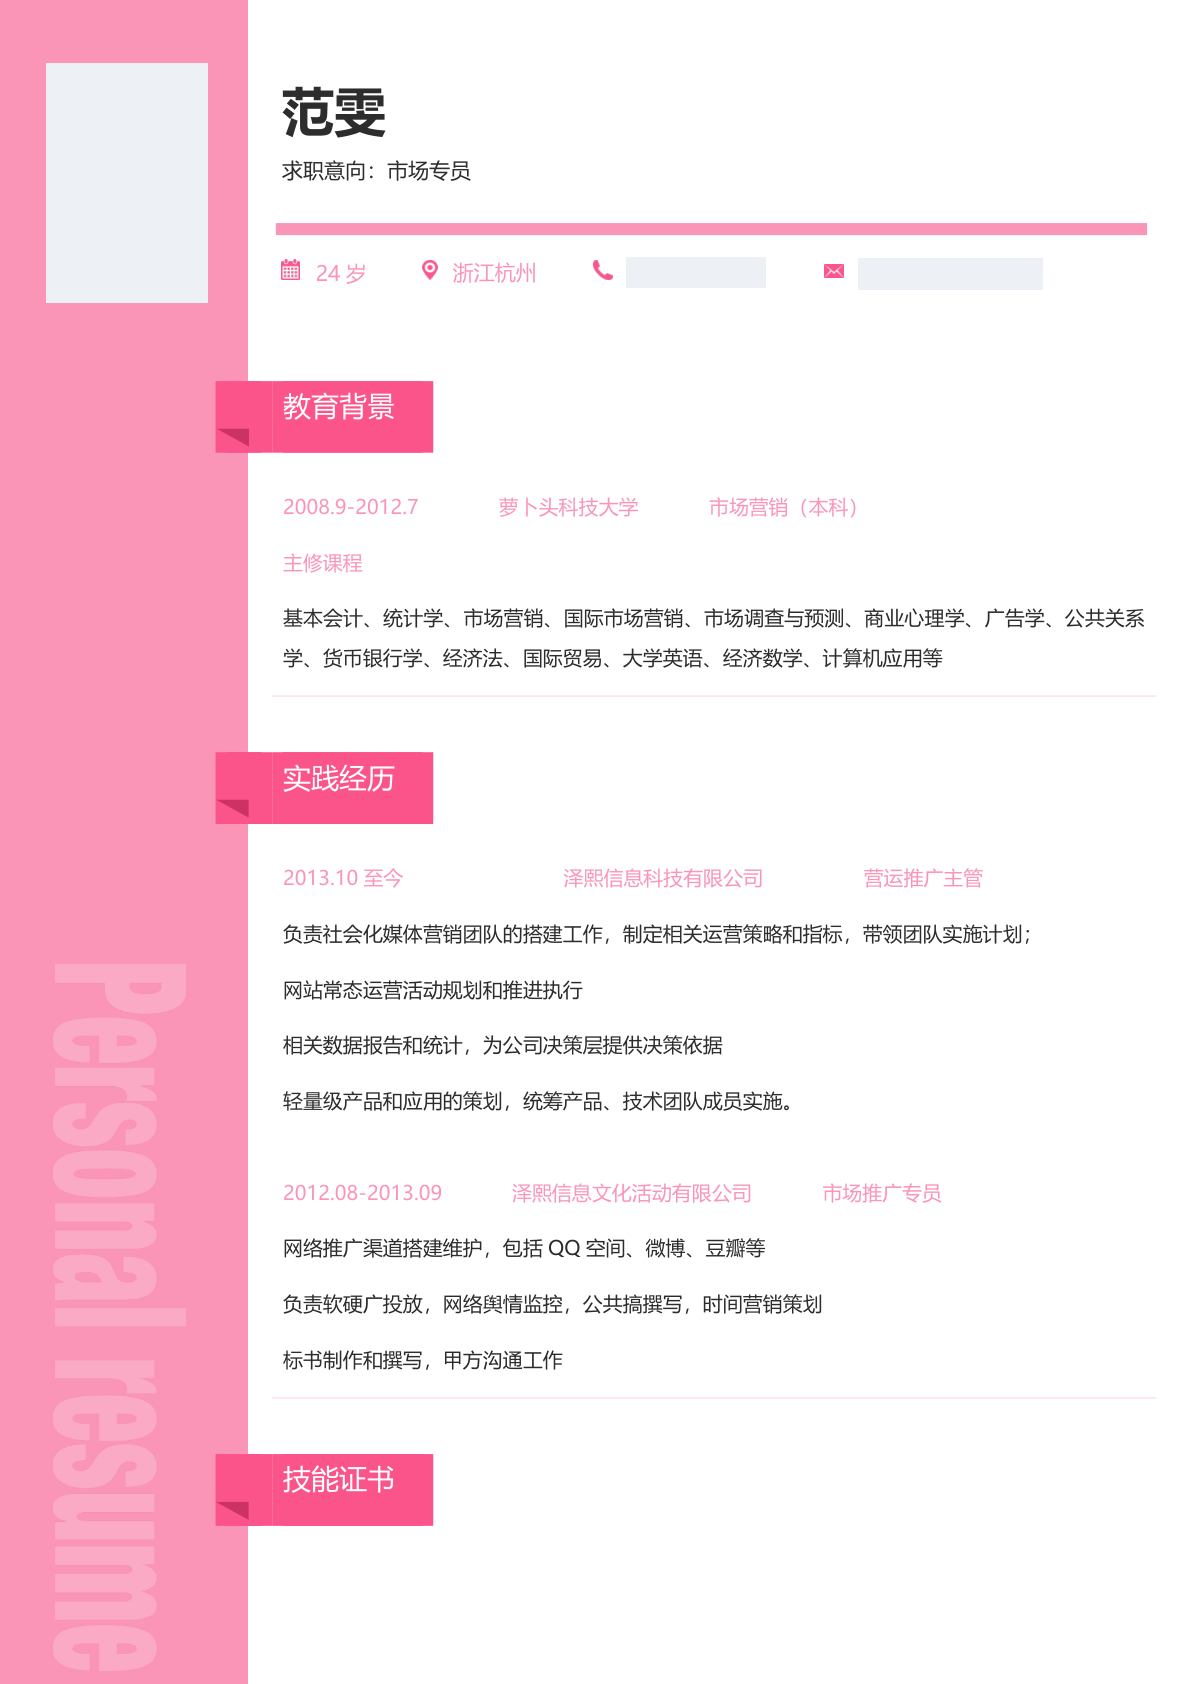 范雯
求职意向：市场专员
24 岁 浙江杭州
教育背景
2008.9-2012.7 萝卜头科技大学 市场营销（本科）
主修课程
基本会计、统计学、市场营销、国际市场营销、市场调查与预测、商业心理学、广告学、公共关系
学、货币银行学、经济法、国际贸易、大学英语、经济数学、计算机应用等
实践经历
2013.10 至今 泽熙信息科技有限公司 营运推广主管
负责社会化媒体营销团队的搭建工作，制定相关运营策略和指标，带领团队实施计划；
网站常态运营活动规划和推进执行
相关数据报告和统计，为公司决策层提供决策依据
轻量级产品和应用的策划，统筹产品、技术团队成员实施。
2012.08-2013.09 泽熙信息文化活动有限公司 市场推广专员
网络推广渠道搭建维护，包括 QQ 空间、微博、豆瓣等
负责软硬广投放，网络舆情监控，公共搞撰写，时间营销策划
标书制作和撰写，甲方沟通工作
技能证书
Personal resume